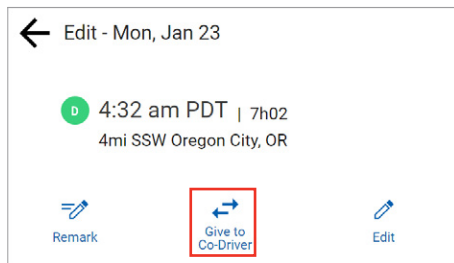 Edit - Mon, Jan 23
D 4:32 am PDT | 7h02
4mi SSW Oregon City, OR
Remark
Give to
Co-Driver
Edit